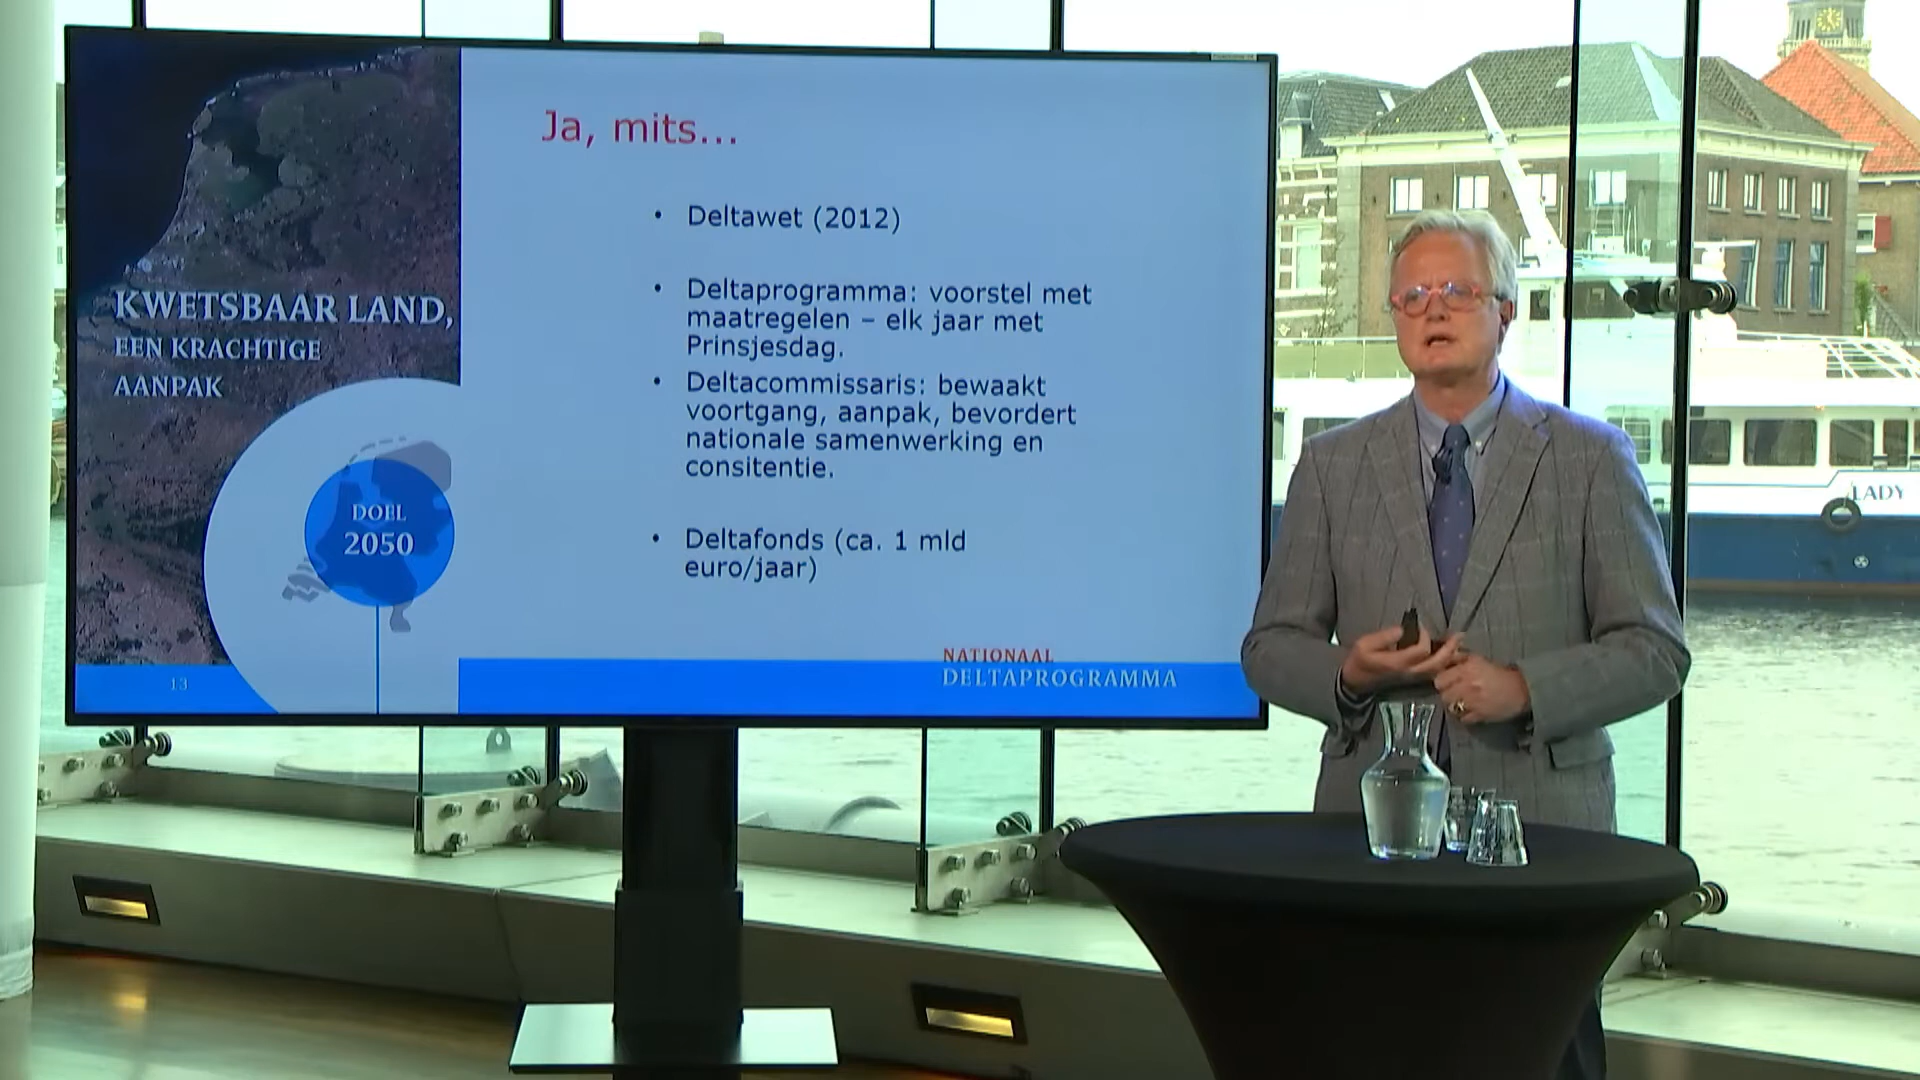 Ja, mits...
• Deltawet (2012)
• Deltaprogramma: voorstel met
maatregelen – elk jaar met
Prinsjesdag.
• Deltacommissaris: bewaakt
voortgang, aanpak, bevordert
nationale samenwerking en
consitentie.
• Deltafonds (ca. 1 mld
euro/jaar)
KWETSBAAR LAND,
EEN KRACHTIGE
AANPAK
DOEL
2050
13
NATIONAAL
DELTAPROGRAMMA
LADY